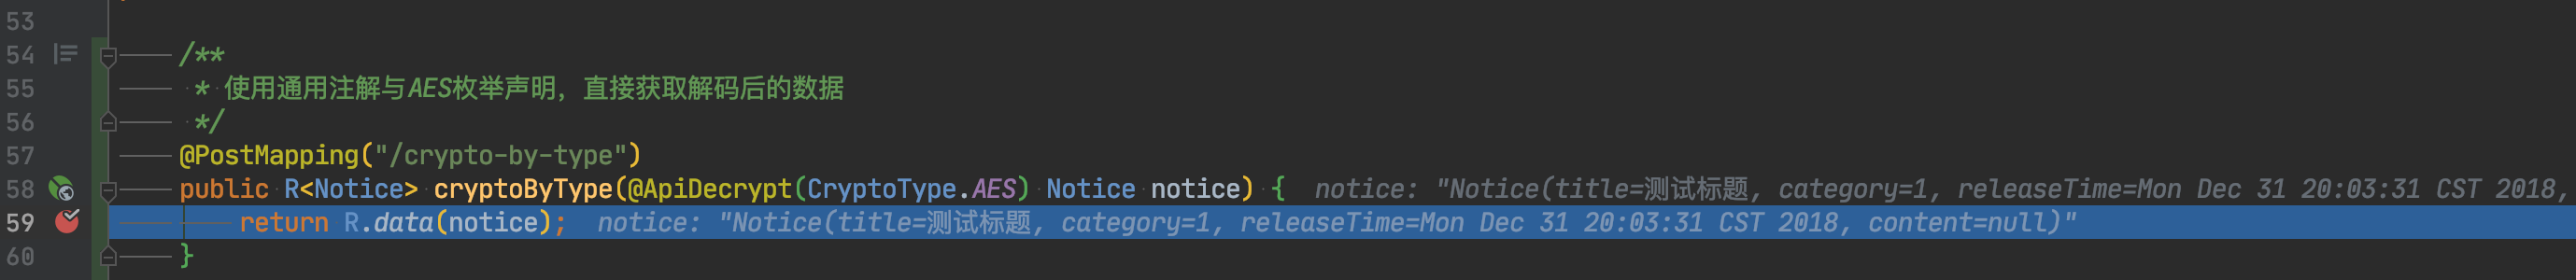 53
54 /**
55 * 使用通用注解与AES枚举声明，直接获取解码后的数据
56 */
57 @PostMapping("/crypto-by-type")
58 public R<Notice> cryptoByType(@ApiDecrypt(CryptoType.AES) Notice notice) { notice: "Notice(title=测试标题, category=1, releaseTime=Mon Dec 31 20:03:31 CST 2018,
59 return R.data(notice); notice: "Notice(title=测试标题, category=1, releaseTime=Mon Dec 31 20:03:31 CST 2018, content=null)"
60 }